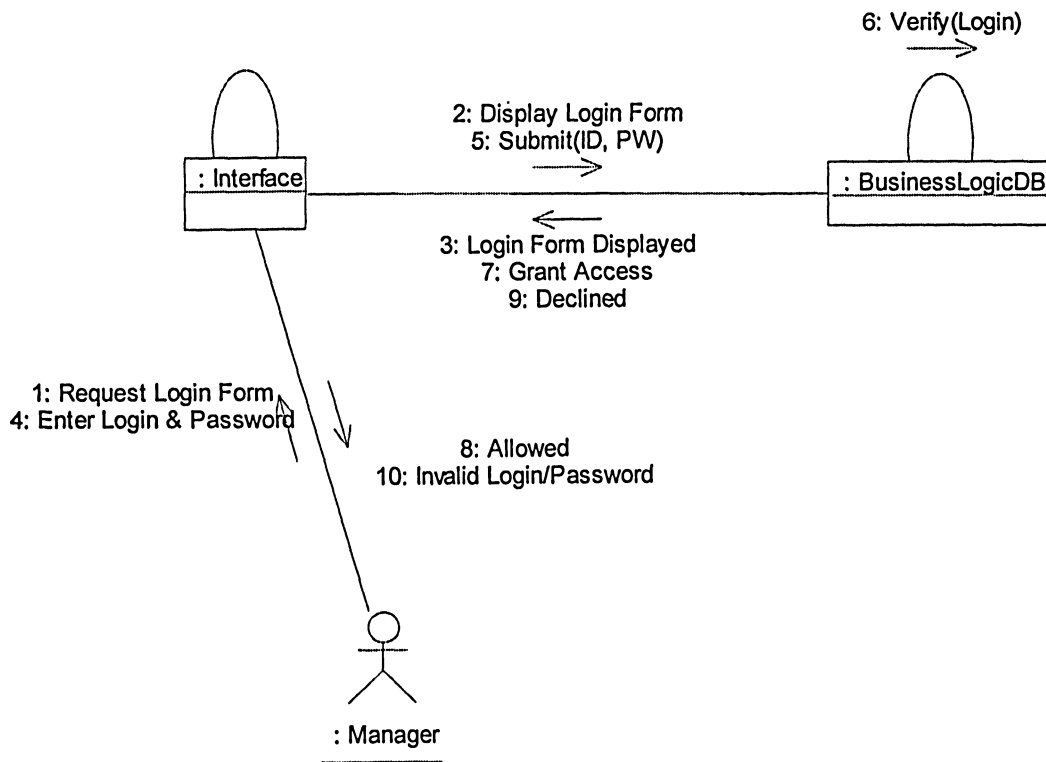 6: Verify(Login)
2: Display Login Form
5: Submit(ID, PW)
: Interface
: BusinessLogicDB
3: Login Form Displayed
7: Grant Access
9: Declined
1: Request Login Form
4: Enter Login & Password
8: Allowed
10: Invalid Login/Password
: Manager